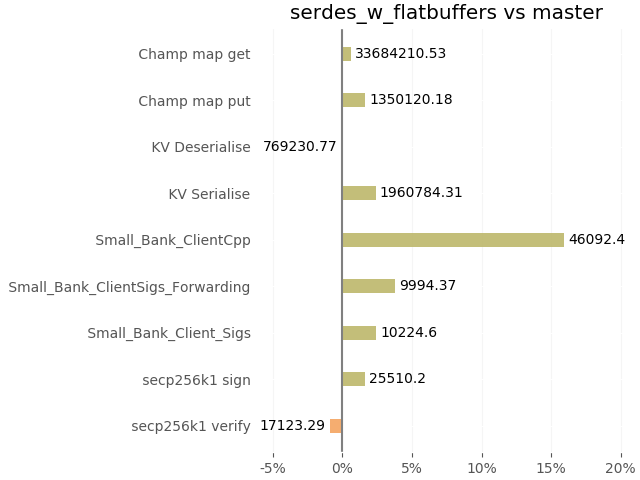 serdes_w_flatbuffers vs master
Champ map get 33684210.53
Champ map put 1350120.18
KV Deserialise 769230.77
KV Serialise 1960784.31
Small_Bank_ClientCpp 46092.4
Small_Bank_ClientSigs_Forwarding 9994.37
Small_Bank_Client_Sigs 10224.6
secp256k1 sign 25510.2
secp256k1 verify 17123.29
-5% 0% 5% 10% 15% 20%